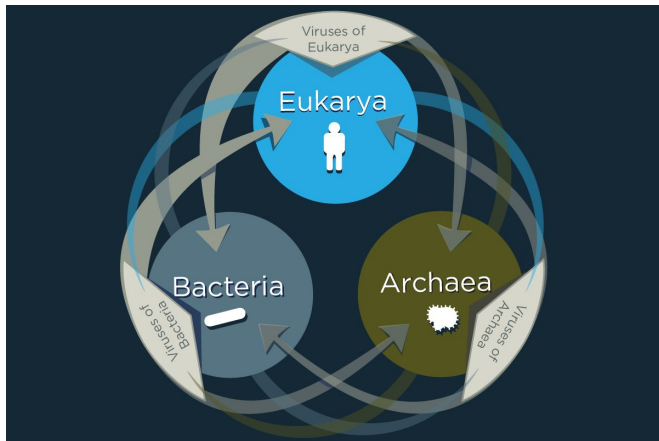 Viruses of
Eukarya
Eukarya
Bacteria
Archaea
Viruses of
Bacteria
Viruses of
Archaea